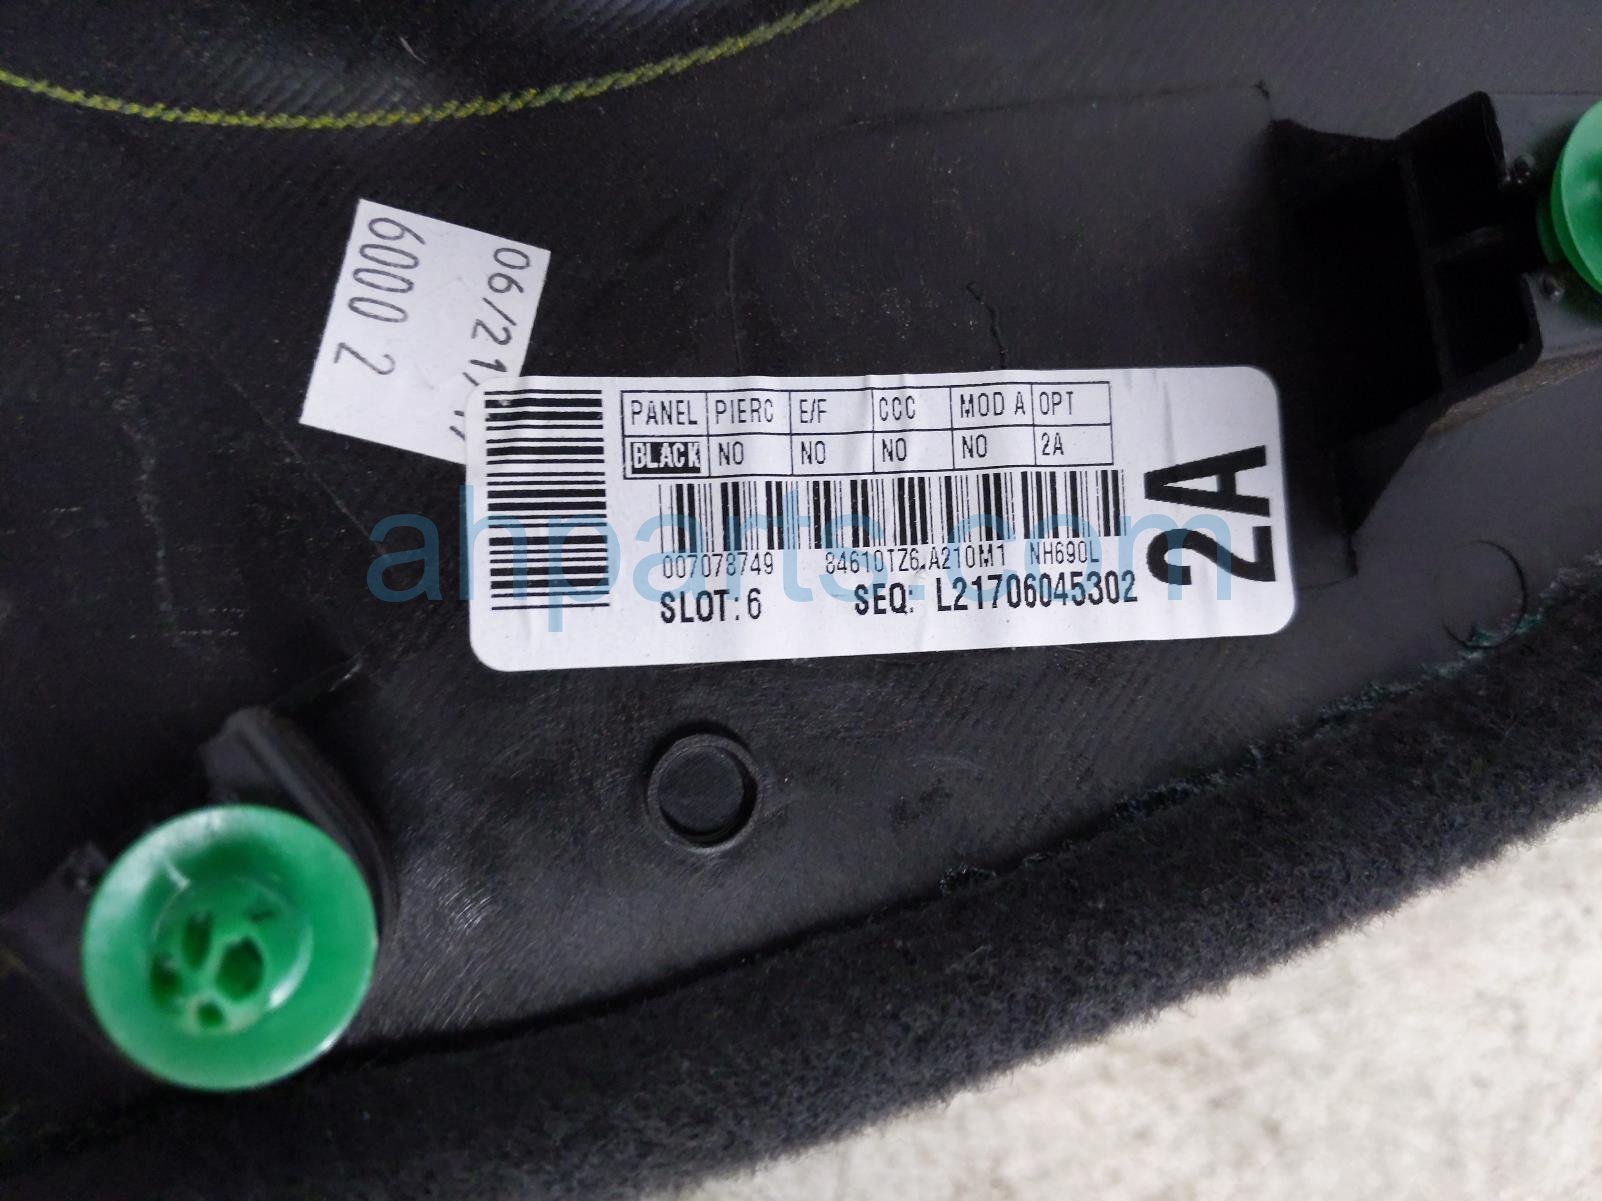 06/21/17
6000 2
PANEL PIERC E/F CCC MOD A OPT
BLACK NO NO NO NO 2A
007078749 84610TZ6.A210M1 NH690L
SLOT: 6 SEQ: L21706045302
2A
ahparts.com